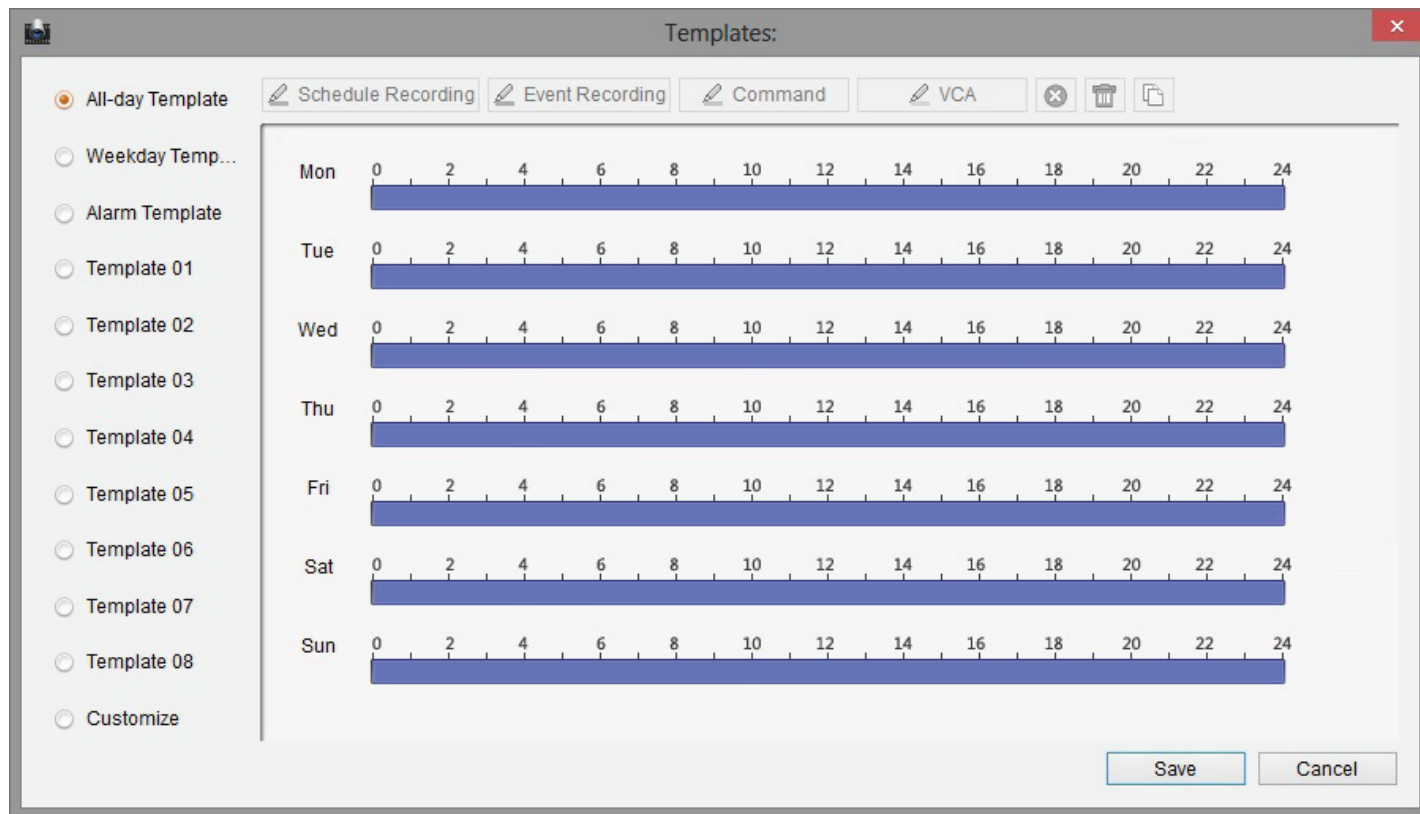 Templates:
All-day Template
Schedule Recording Event Recording Command VCA
Weekday Temp...
Alarm Template
Template 01
Template 02
Template 03
Template 04
Template 05
Template 06
Template 07
Template 08
Customize
Mon 0 2 4 6 8 10 12 14 16 18 20 22 24
Tue 0 2 4 6 8 10 12 14 16 18 20 22 24
Wed 0 2 4 6 8 10 12 14 16 18 20 22 24
Thu 0 2 4 6 8 10 12 14 16 18 20 22 24
Fri 0 2 4 6 8 10 12 14 16 18 20 22 24
Sat 0 2 4 6 8 10 12 14 16 18 20 22 24
Sun 0 2 4 6 8 10 12 14 16 18 20 22 24
Save Cancel